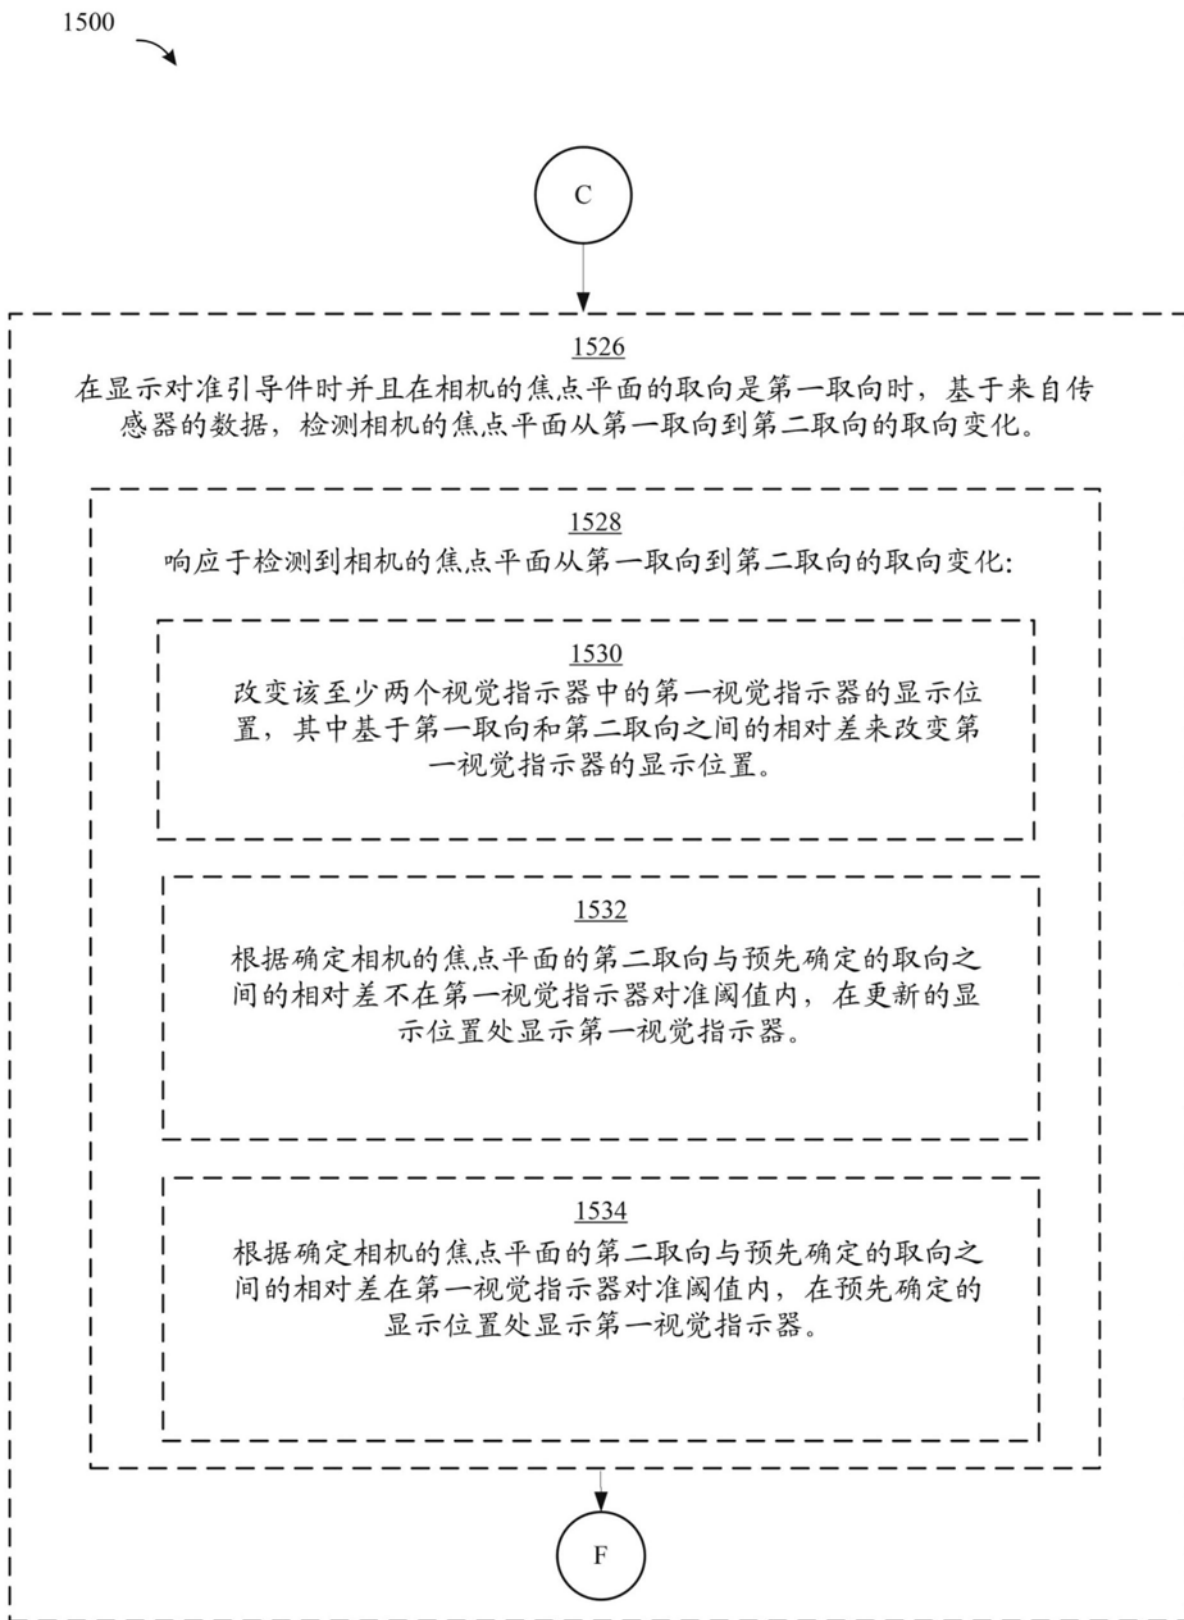 1500
C
1526
在显示对准引导件时并且在相机的焦点平面的取向是第一取向时，基于来自传
感器的数据，检测相机的焦点平面从第一取向到第二取向的取向变化。
1528
响应于检测到相机的焦点平面从第一取向到第二取向的取向变化：
1530
改变该至少两个视觉指示器中的第一视觉指示器的显示位
置，其中基于第一取向和第二取向之间的相对差来改变第
一视觉指示器的显示位置。
1532
根据确定相机的焦点平面的第二取向与预先确定的取向之
间的相对差不在第一视觉指示器对准阈值内，在更新的显
示位置处显示第一视觉指示器。
1534
根据确定相机的焦点平面的第二取向与预先确定的取向之
间的相对差在第一视觉指示器对准阈值内，在预先确定的
显示位置处显示第一视觉指示器。
F